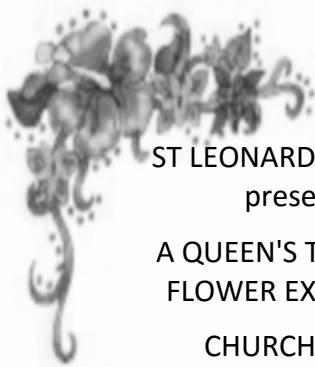 ST LEONARD
prese
A QUEEN'S T
FLOWER EX
CHURCH